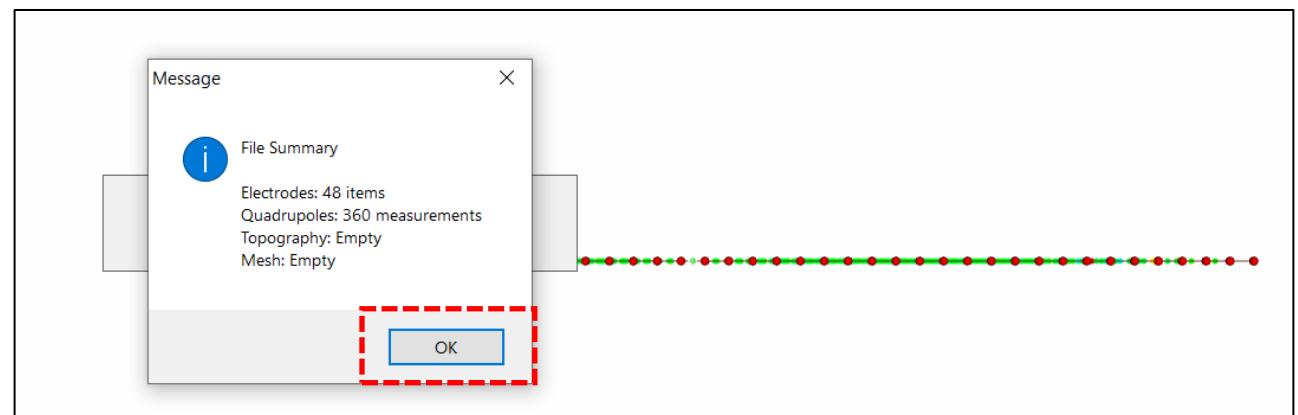 Message
File Summary
Electrodes: 48 items
Quadrupoles: 360 measurements
Topography: Empty
Mesh: Empty
OK